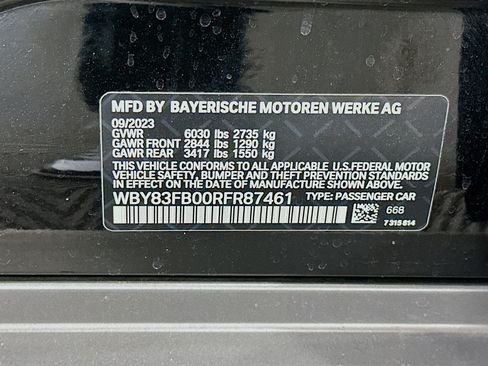 MFD BY BAYERISCHE MOTOREN WERKE AG
09/2023
GVWR 6030 lbs 2735 kg
GAWR FRONT 2844 lbs 1290 kg
GAWR REAR 3417 lbs 1550 kg
THIS VEHICLE CONFORMS TO ALL APPLICABLE U.S.FEDERAL MOTOR
VEHICLE SAFETY, BUMPER AND THEFT PREVENTION STANDARDS
IN EFFECT ON THE DATE OF MANUFACTURE SHOWN ABOVE.
WBY83FB00RFR87461 TYPE: PASSENGER CAR
668
7 315 814